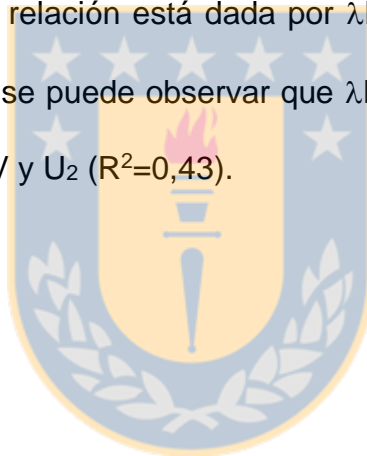 relación está dada por λ
se puede observar que λ
y U₂ (R²=0,43).